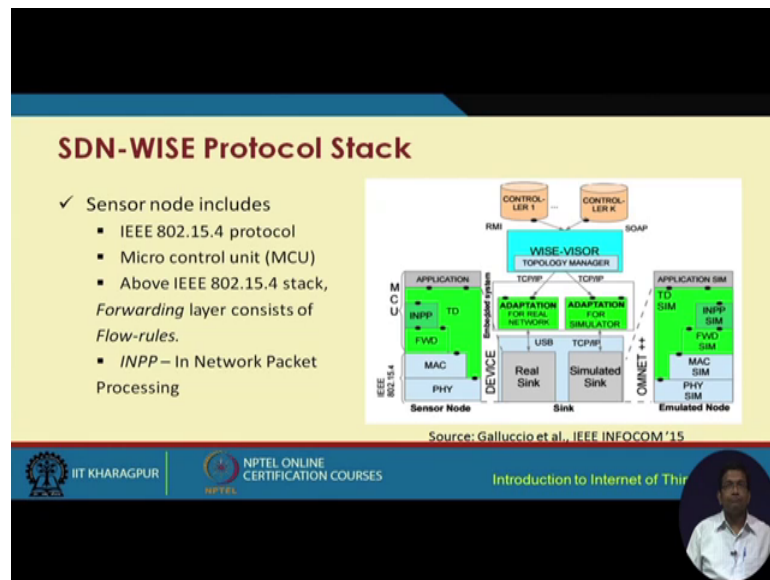 SDN-WISE Protocol Stack
✓ Sensor node includes
▪ IEEE 802.15.4 protocol
▪ Micro control unit (MCU)
▪ Above IEEE 802.15.4 stack,
Forwarding layer consists of
Flow-rules.
▪ INPP – In Network Packet
Processing
CONTROL-
LER 1
...
CONTROL-
LER K
RMI
SOAP
WISE-VISOR
TOPOLOGY MANAGER
TCP/IP
TCP/IP
APPLICATION
MCU
INPP
TD
FWD
MAC
PHY
IEEE
802.15.4
Sensor Node
Embedded system
DEVICE
ADAPTATION
FOR REAL
NETWORK
ADAPTATION
FOR
SIMULATOR
USB
TCP/IP
Real
Sink
Simulated
Sink
Sink
OMNET ++
APPLICATION SIM
TD
SIM
INPP
SIM
FWD
SIM
MAC
SIM
PHY
SIM
Emulated Node
Source: Galluccio et al., IEEE INFOCOM '15
IIT KHARAGPUR
NPTEL
NPTEL ONLINE
CERTIFICATION COURSES
Introduction to Internet of Thi